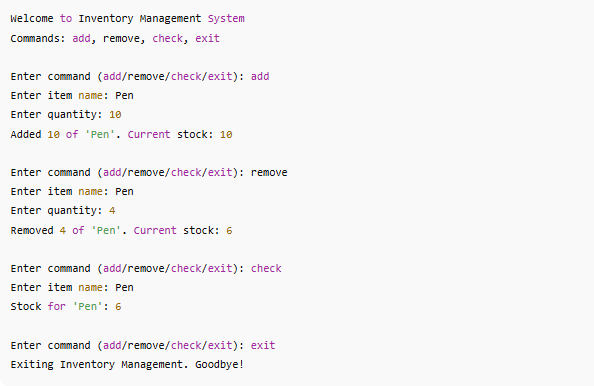 Welcome to Inventory Management System
Commands: add, remove, check, exit
Enter command (add/remove/check/exit): add
Enter item name: Pen
Enter quantity: 10
Added 10 of 'Pen'. Current stock: 10
Enter command (add/remove/check/exit): remove
Enter item name: Pen
Enter quantity: 4
Removed 4 of 'Pen'. Current stock: 6
Enter command (add/remove/check/exit): check
Enter item name: Pen
Stock for 'Pen': 6
Enter command (add/remove/check/exit): exit
Exiting Inventory Management. Goodbye!